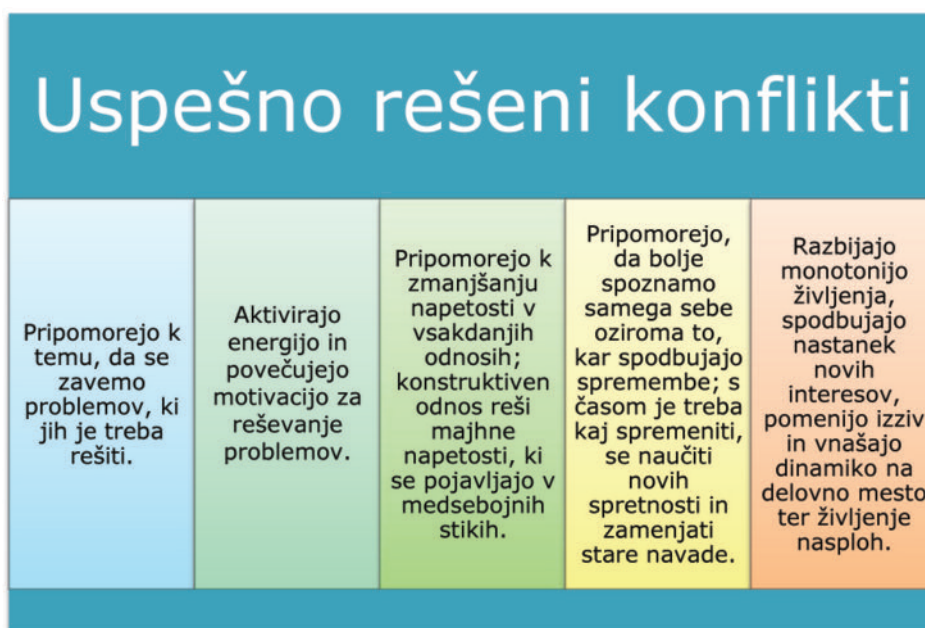 Uspešno rešeni konflikti
Pripomorejo k
temu, da se
zavemo
problemov, ki
jih je treba
rešiti.
Aktivirajo
energijo in
povečujejo
motivacijo za
reševanje
problemov.
Pripomorejo k
zmanjšanju
napetosti v
vsakdanjih
odnosih;
konstruktiven
odnos reši
majhne
napetosti, ki
se pojavljajo v
medsebojnih
stikih.
Pripomorejo,
da bolje
spoznamo
samega sebe
oziroma to,
kar spodbujajo
spremembe; s
časom je treba
kaj spremeniti,
se naučiti
novih
spretnosti in
zamenjati
stare navade.
Razbijajo
monotonijo
življenja,
spodbujajo
nastanek
novih
interesov,
pomenijo izziv
in vnašajo
dinamiko na
delovno mesto
ter življenje
nasploh.